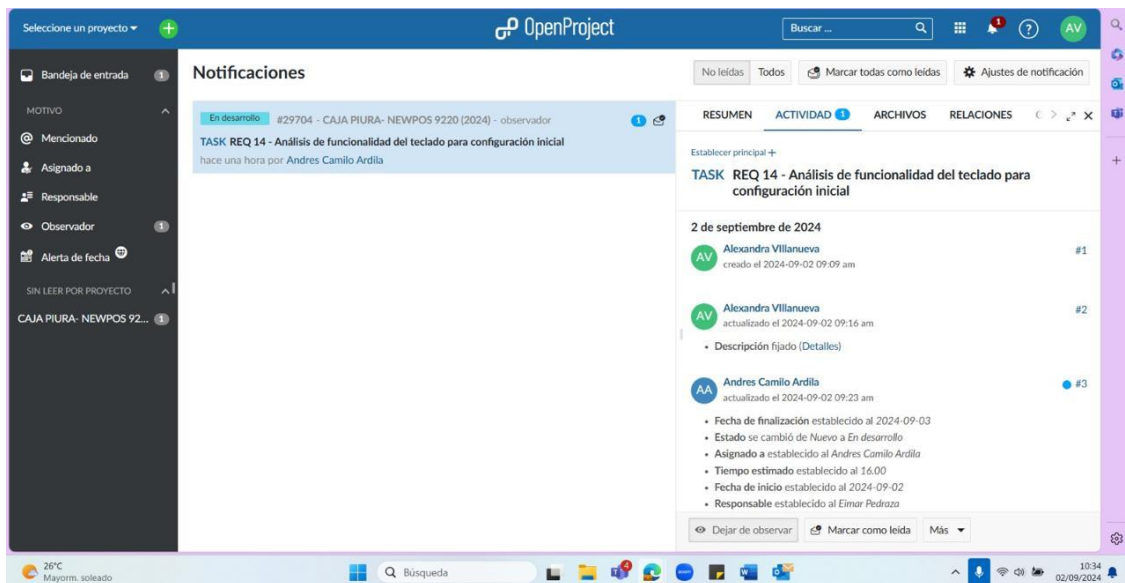 Seleccione un proyecto
OpenProject
Buscar ...
1
?
AV
Bandeja de entrada 1
MOTIVO
Mencionado
Asignado a
Responsable
Observador 1
Alerta de fecha
SIN LEER POR PROYECTO
CAJA PIURA- NEWPOS 92... 1
Notificaciones
No leídas Todos Marcar todas como leídas Ajustes de notificación
En desarrollo #29704 - CAJA PIURA- NEWPOS 9220 (2024) - observador 1
TASK REQ 14 - Análisis de funcionalidad del teclado para configuración inicial
hace una hora por Andres Camilo Ardila
RESUMEN ACTIVIDAD 1 ARCHIVOS RELACIONES
Establecer principal +
TASK REQ 14 - Análisis de funcionalidad del teclado para
configuración inicial
2 de septiembre de 2024
AV Alexandra VIllanueva #1
creado el 2024-09-02 09:09 am
AV Alexandra VIllanueva #2
actualizado el 2024-09-02 09:16 am
• Descripción fijado (Detalles)
AA Andres Camilo Ardila #3
actualizado el 2024-09-02 09:23 am
• Fecha de finalización establecido al 2024-09-03
• Estado se cambió de Nuevo a En desarrollo
• Asignado a establecido al Andres Camilo Ardila
• Tiempo estimado establecido al 16.00
• Fecha de inicio establecido al 2024-09-02
• Responsable establecido al Eimar Pedraza
Dejar de observar Marcar como leída Más
26°C
Mayorm. soleado
Búsqueda
10:34
02/09/2024